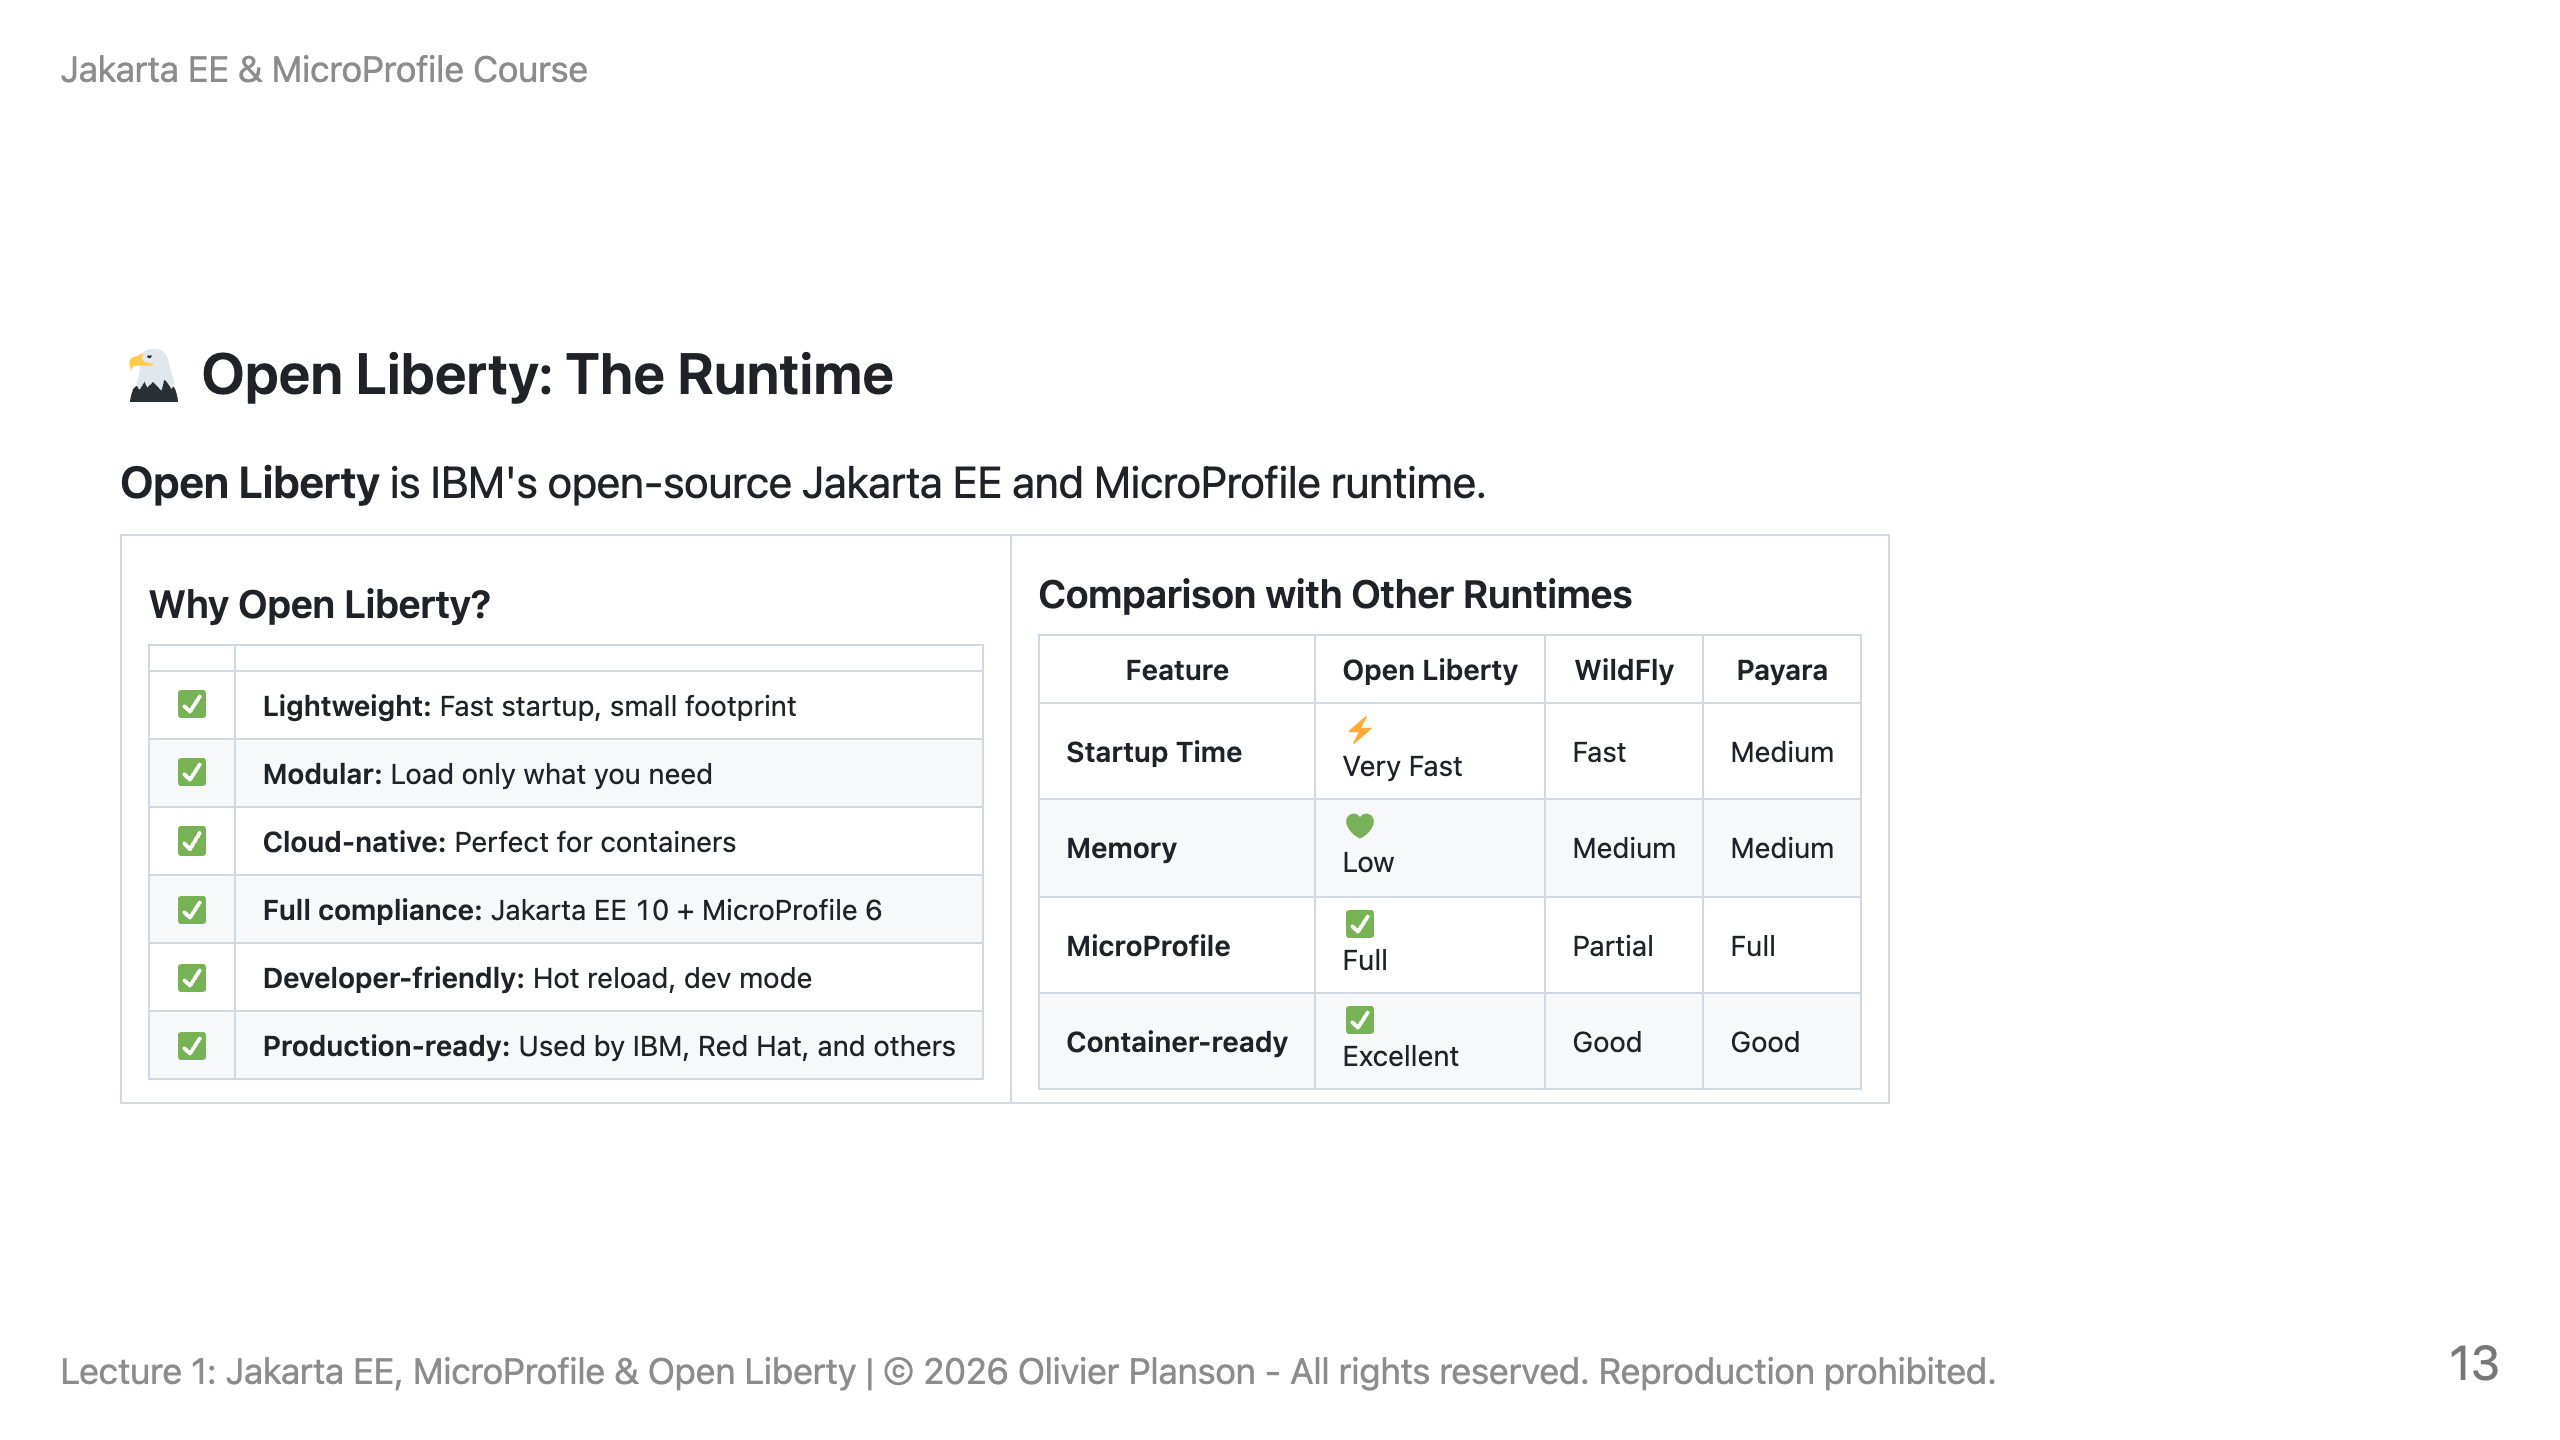 Jakarta EE & MicroProfile Course
Open Liberty: The Runtime
Open Liberty is IBM's open-source Jakarta EE and MicroProfile runtime.
Why Open Liberty?
Lightweight: Fast startup, small footprint
Modular: Load only what you need
Cloud-native: Perfect for containers
Full compliance: Jakarta EE 10 + MicroProfile 6
Developer-friendly: Hot reload, dev mode
Production-ready: Used by IBM, Red Hat, and others
Comparison with Other Runtimes
Feature Open Liberty WildFly Payara
Startup Time Very Fast Fast Medium
Memory Low Medium Medium
MicroProfile Full Partial Full
Container-ready Excellent Good Good
Lecture 1: Jakarta EE, MicroProfile & Open Liberty | © 2026 Olivier Planson - All rights reserved. Reproduction prohibited.
13